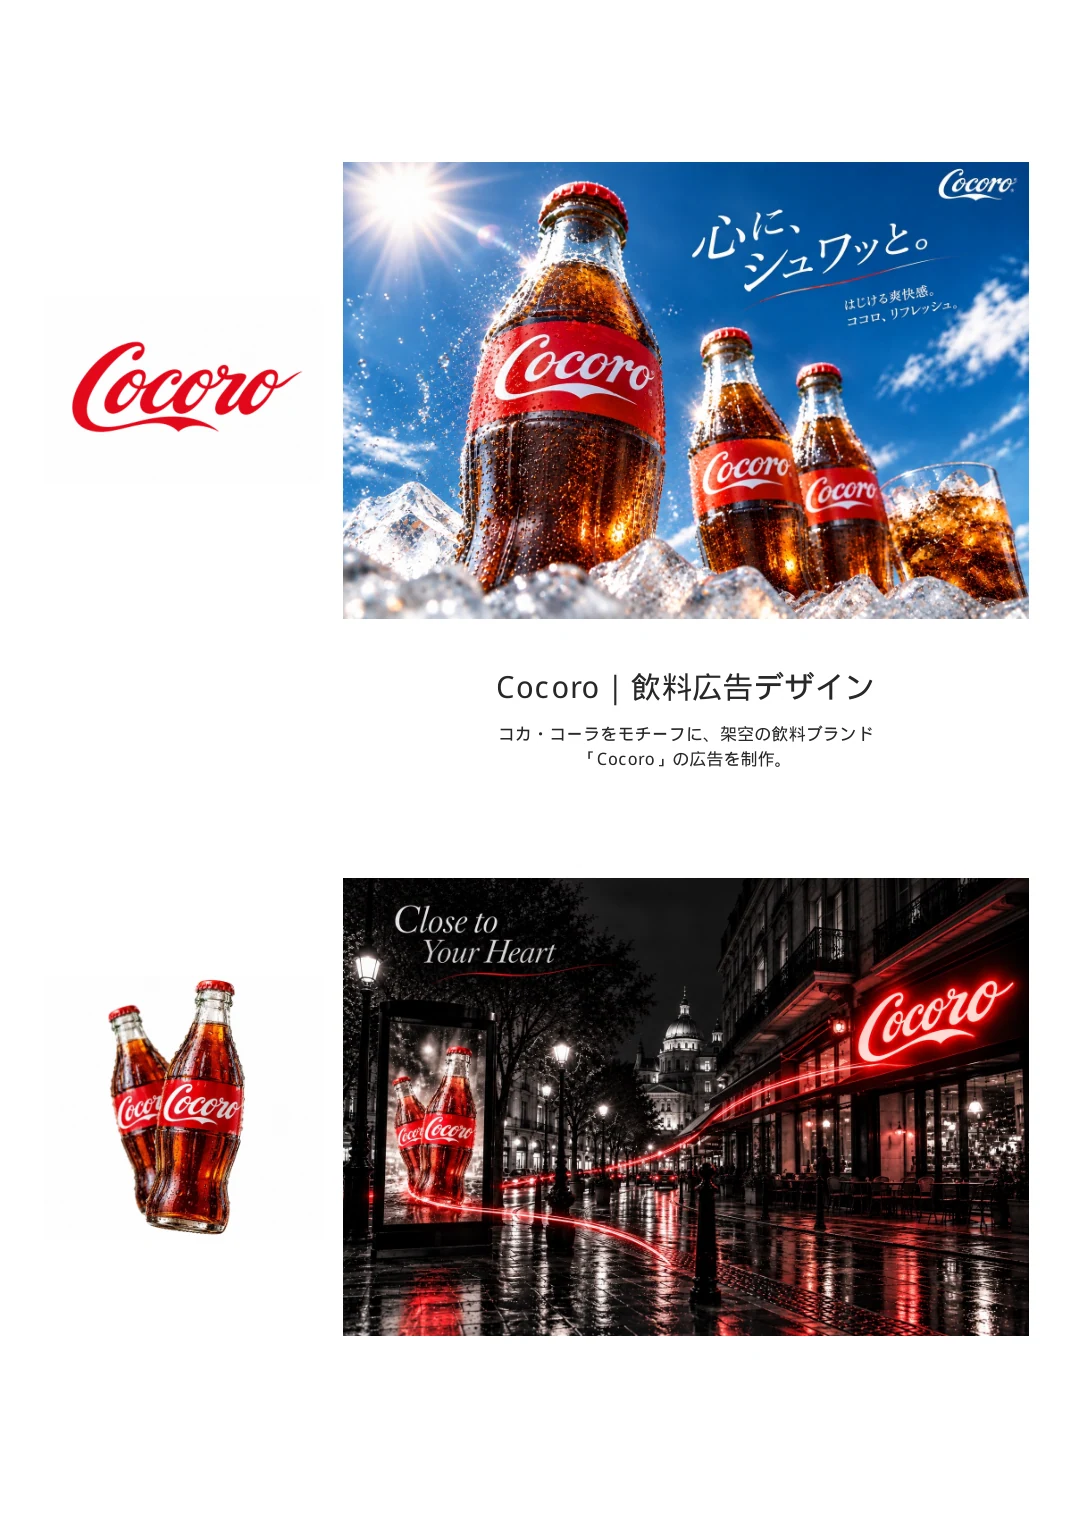 Cocoro
Cocoro
心に、
シュワッと。
はじける爽快感。
ココロ、リフレッシュ。
Cocoro
Cocoro
Cocoro
Cocoro | 飲料広告デザイン
コカ・コーラをモチーフに、架空の飲料ブランド
「Cocoro」の広告を制作。
Close to
Your Heart
Cocoro
Cocoro
Cocoro